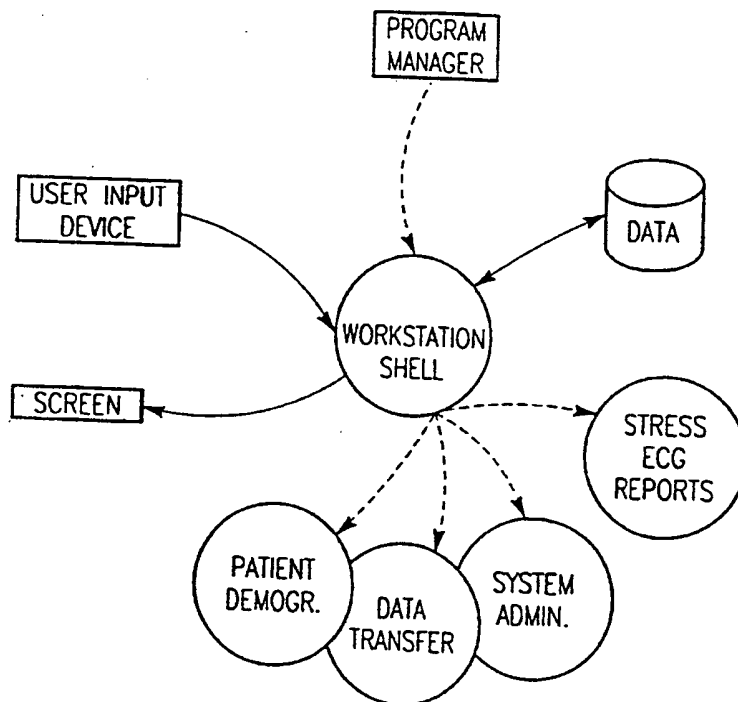 PROGRAM
MANAGER
USER INPUT
DEVICE
DATA
WORKSTATION
SHELL
SCREEN
STRESS
ECG
REPORTS
PATIENT
DEMOGR.
DATA
TRANSFER
SYSTEM
ADMIN.